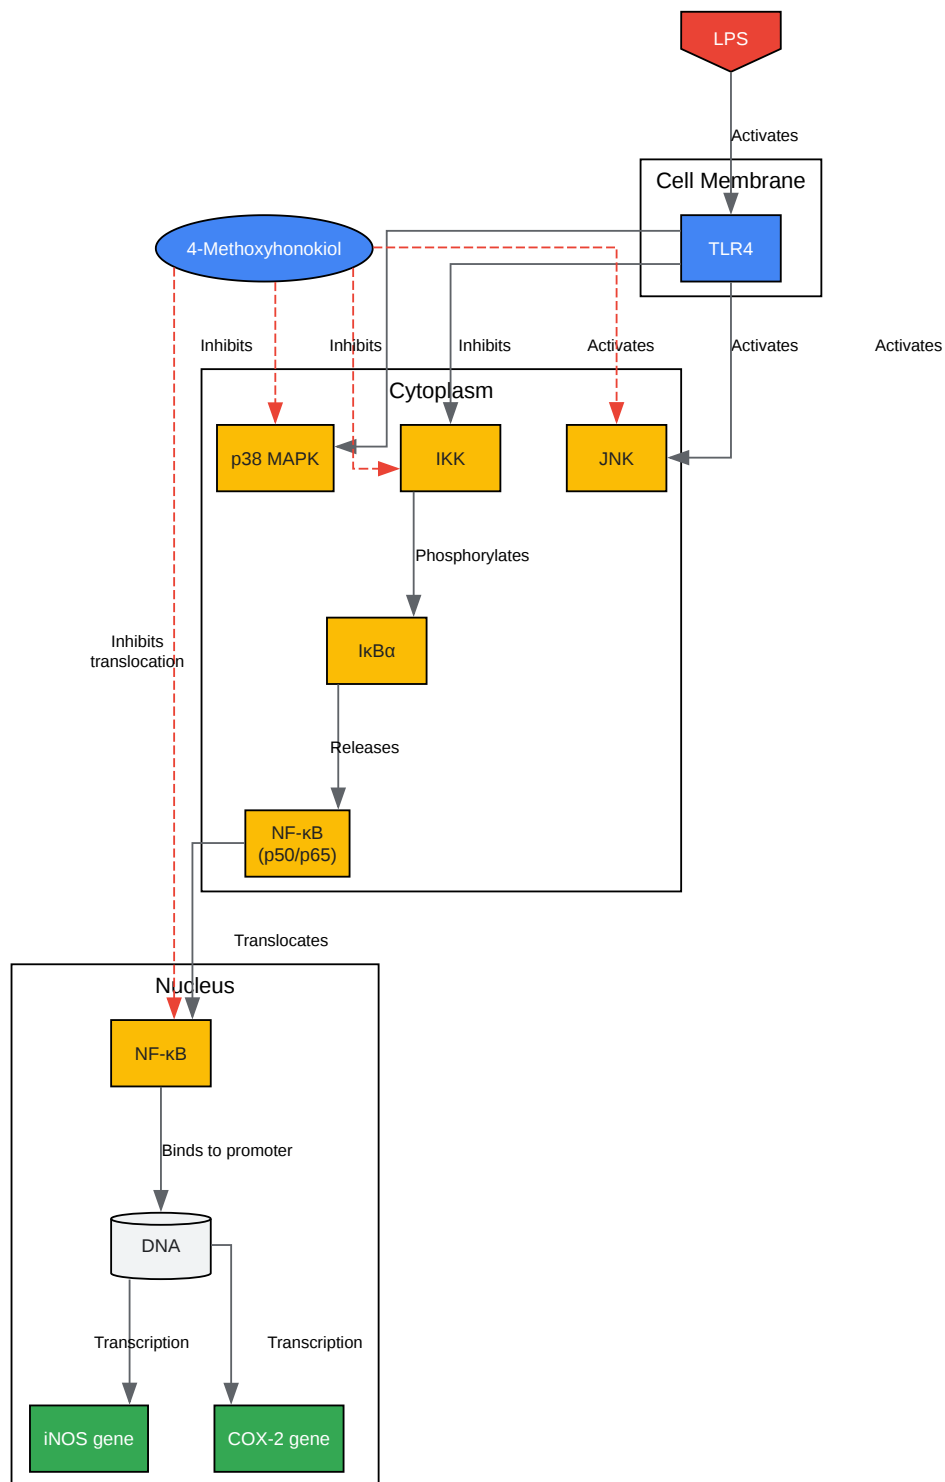 LPS
Activates
Cell Membrane
4-Methoxyhonokiol
TLR4
Inhibits
Inhibits
Inhibits
Activates
Activates
Activates
Cytoplasm
p38 MAPK
IKK
JNK
Phosphorylates
Inhibits
translocation
IκBα
Releases
NF-κB
(p50/p65)
Translocates
Nucleus
NF-κB
Binds to promoter
DNA
Transcription
Transcription
iNOS gene
COX-2 gene